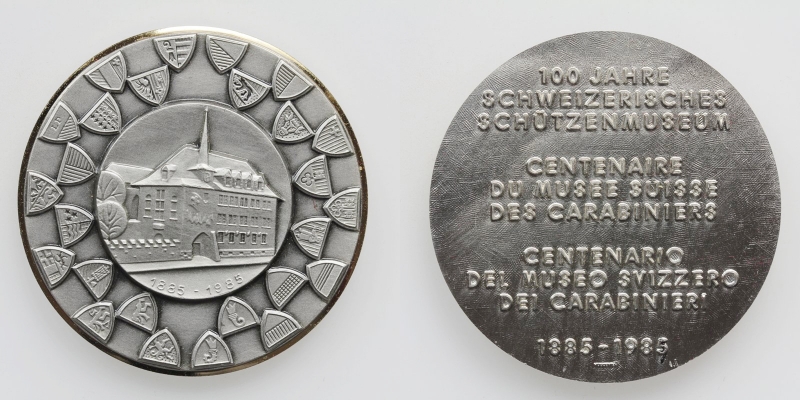 1885 - 1985
100 JAHRE
SCHWEIZERISCHES
SCHÜTZENMUSEUM
CENTENAIRE
DU MUSEE SUISSE
DES CARABINIERS
CENTENARIO
DEL MUSEO SVIZZERO
DEI CARABINIERI
1885-1985